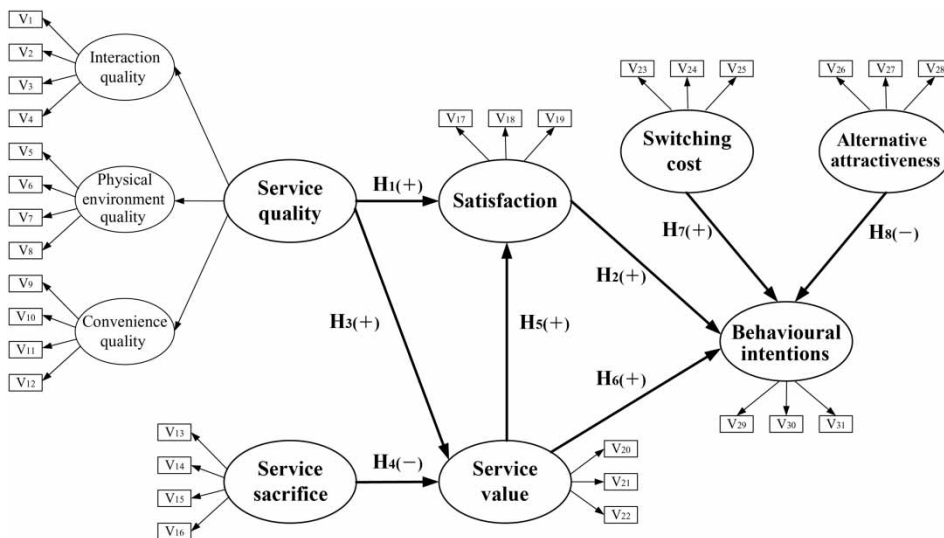 V1
V2
V3
V4
Interaction
quality
V5
V6
V7
V8
Physical
environment
quality
V9
V10
V11
V12
Convenience
quality
Service
quality
H1(+)
V17
V18
V19
Satisfaction
V23
V24
V25
Switching
cost
V26
V27
V28
Alternative
attractiveness
H7(+)
H8(−)
H2(+)
H3(+)
H5(+)
H6(+)
Behavioural
intentions
V29
V30
V31
V13
V14
V15
V16
Service
sacrifice
H4(−)
Service
value
V20
V21
V22